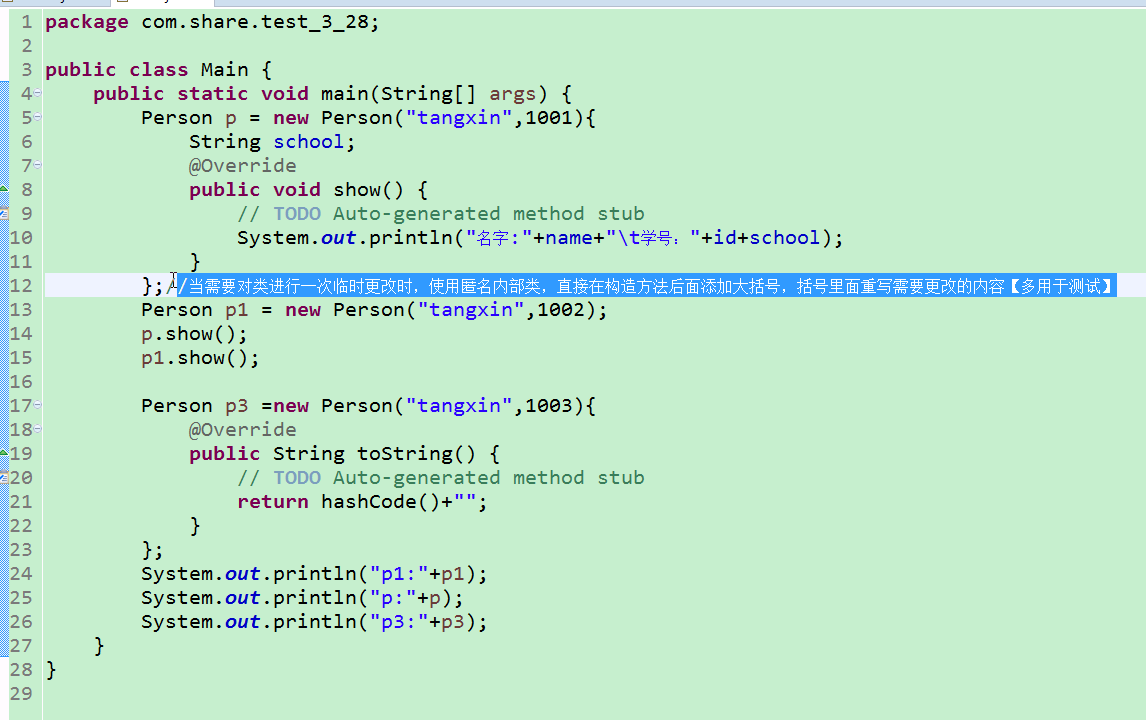 1 package com.share.test_3_28;
2
3 public class Main {
4 public static void main(String[] args) {
5 Person p = new Person("tangxin",1001){
6 String school;
7 @Override
8 public void show() {
9 // TODO Auto-generated method stub
10 System.out.println("名字:"+name+"\t学号："+id+school);
11 }
12 };//当需要对类进行一次临时更改时，使用匿名内部类，直接在构造方法后面添加大括号，括号里面重写需要更改的内容【多用于测试】
13 Person p1 = new Person("tangxin",1002);
14 p.show();
15 p1.show();
16
17 Person p3 =new Person("tangxin",1003){
18 @Override
19 public String toString() {
20 // TODO Auto-generated method stub
21 return hashCode()+"";
22 }
23 };
24 System.out.println("p1:"+p1);
25 System.out.println("p:"+p);
26 System.out.println("p3:"+p3);
27 }
28 }
29